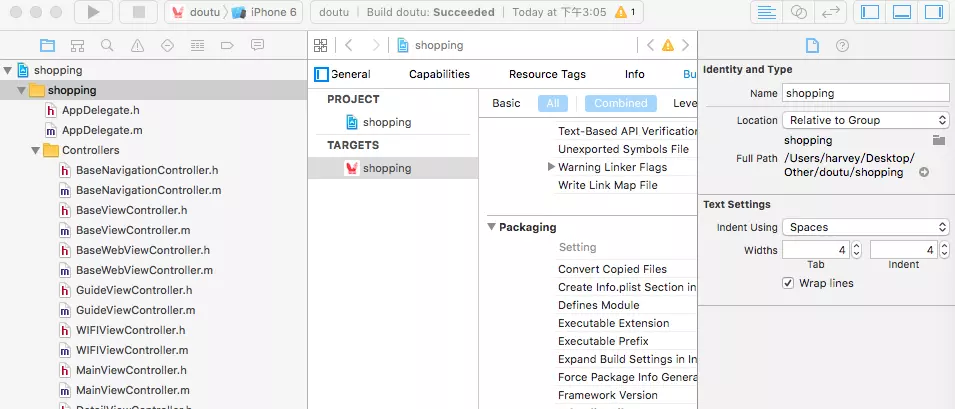 doutu iPhone 6 doutu Build doutu: Succeeded Today at 下午3:05 1
shopping
shopping
AppDelegate.h
AppDelegate.m
Controllers
BaseNavigationController.h
BaseNavigationController.m
BaseViewController.h
BaseViewController.m
BaseWebViewController.h
BaseWebViewController.m
GuideViewController.h
GuideViewController.m
WIFIViewController.h
WIFIViewController.m
MainViewController.h
MainViewController.m
DetailViewController.h
shopping
General Capabilities Resource Tags Info Bu
PROJECT
shopping
TARGETS
shopping
Basic All Combined Leve
Text-Based API Verification
Unexported Symbols File
Warning Linker Flags
Write Link Map File
Packaging
Setting
Convert Copied Files
Create Info.plist Section in
Defines Module
Executable Extension
Executable Prefix
Expand Build Settings in In
Force Package Info Genera
Framework Version
Identity and Type
Name shopping
Location Relative to Group
shopping
Full Path /Users/harvey/Desktop/
Other/doutu/shopping
Text Settings
Indent Using Spaces
Widths 4 4
Tab Indent
Wrap lines